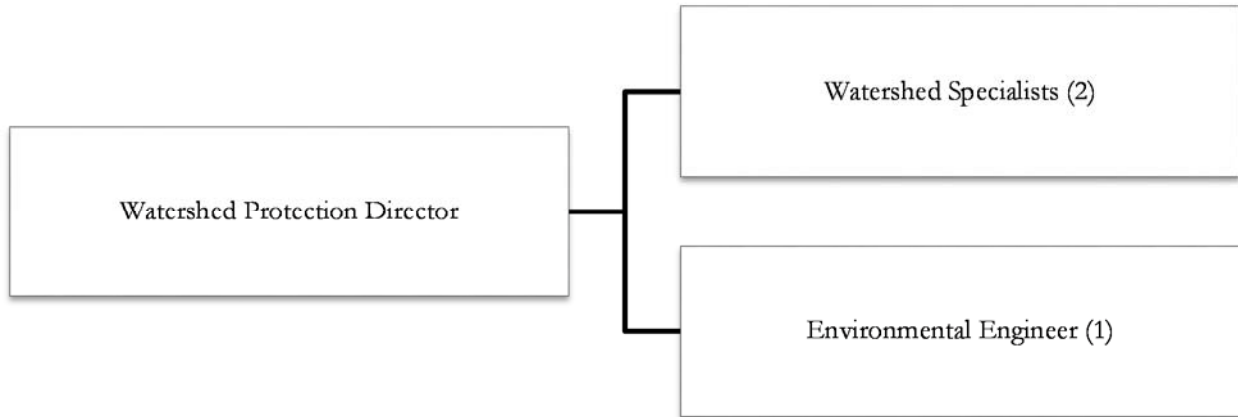 Watershed Specialists (2)
Watershed Protection Director
Environmental Engineer (1)